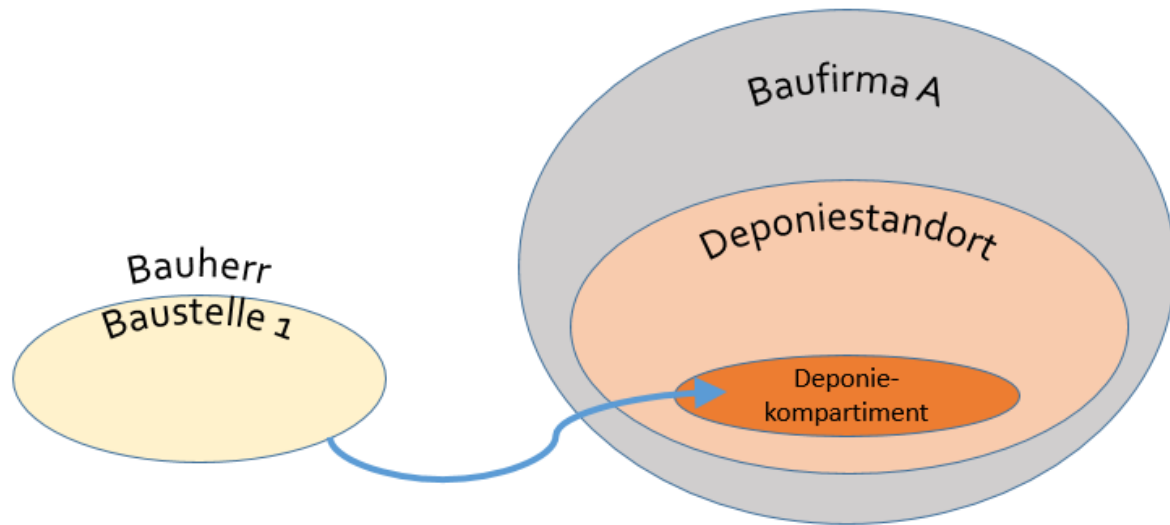 Baufirma A
Deponiestandort
Bauherr
Baustelle 1
Deponie-
kompartiment